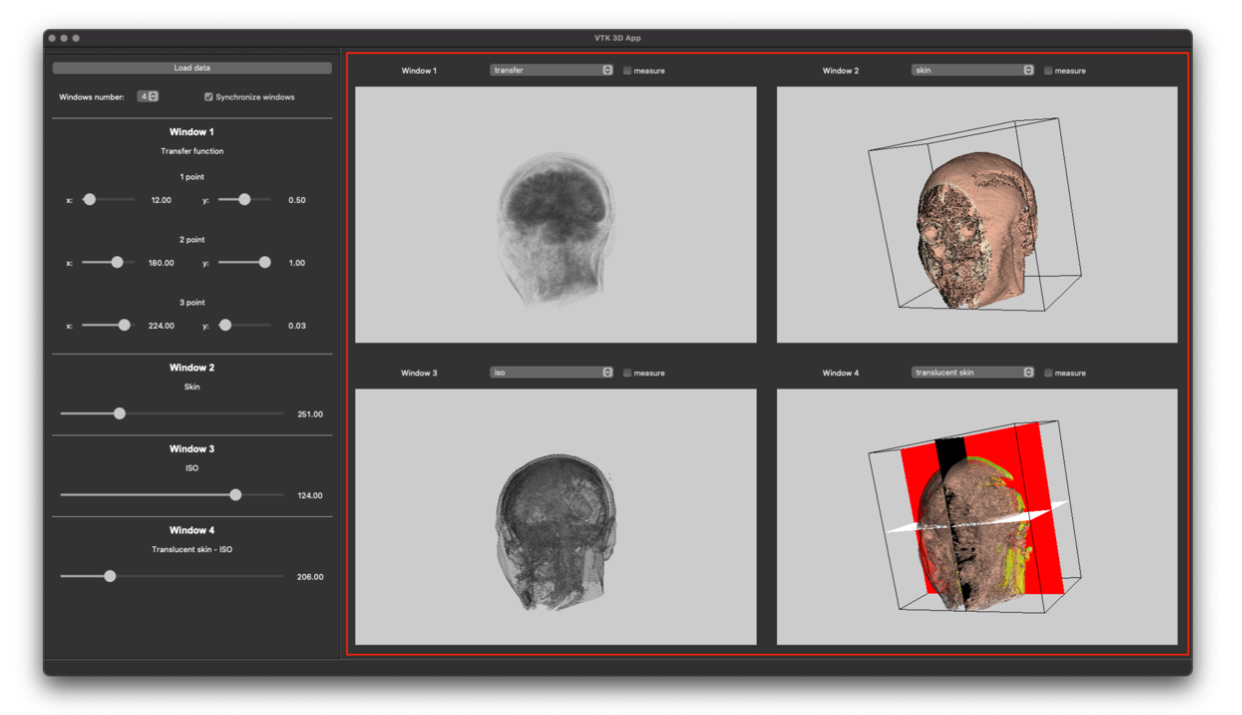 VTK 3D App
Load data
Windows number: 4 Synchronize windows
Window 1
Transfer function
1 point
x: 12.00 y: 0.50
2 point
x: 180.00 y: 1.00
3 point
x: 224.00 y: 0.03
Window 2
Skin
251.00
Window 3
ISO
124.00
Window 4
Translucent skin - ISO
206.00
Window 1 transfer measure
Window 2 skin measure
Window 3 iso measure
Window 4 translucent skin measure